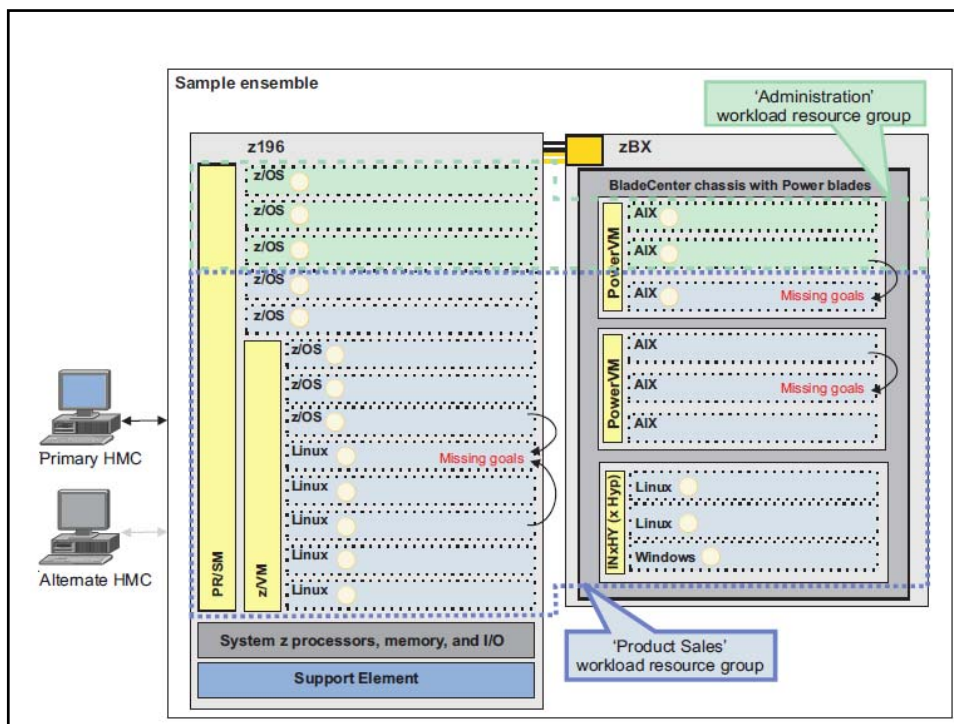 Sample ensemble
'Administration'
workload resource group
z196
zBX
BladeCenter chassis with Power blades
PR/SM
z/OS
z/OS
z/OS
z/OS
z/OS
z/VM
z/OS
z/OS
z/OS
Linux
Missing goals
Linux
Linux
Linux
Linux
PowerVM
AIX
AIX
AIX
Missing goals
PowerVM
AIX
AIX
Missing goals
AIX
INxHY (x Hyp)
Linux
Linux
Windows
Primary HMC
Alternate HMC
System z processors, memory, and I/O
Support Element
'Product Sales'
workload resource group